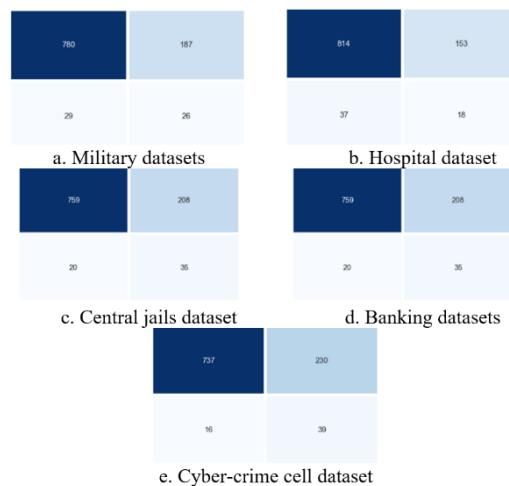 780 187
29 26
a. Military datasets
814 153
37 18
b. Hospital dataset
759 208
20 35
c. Central jails dataset
759 208
20 35
d. Banking datasets
737 230
16 39
e. Cyber-crime cell dataset